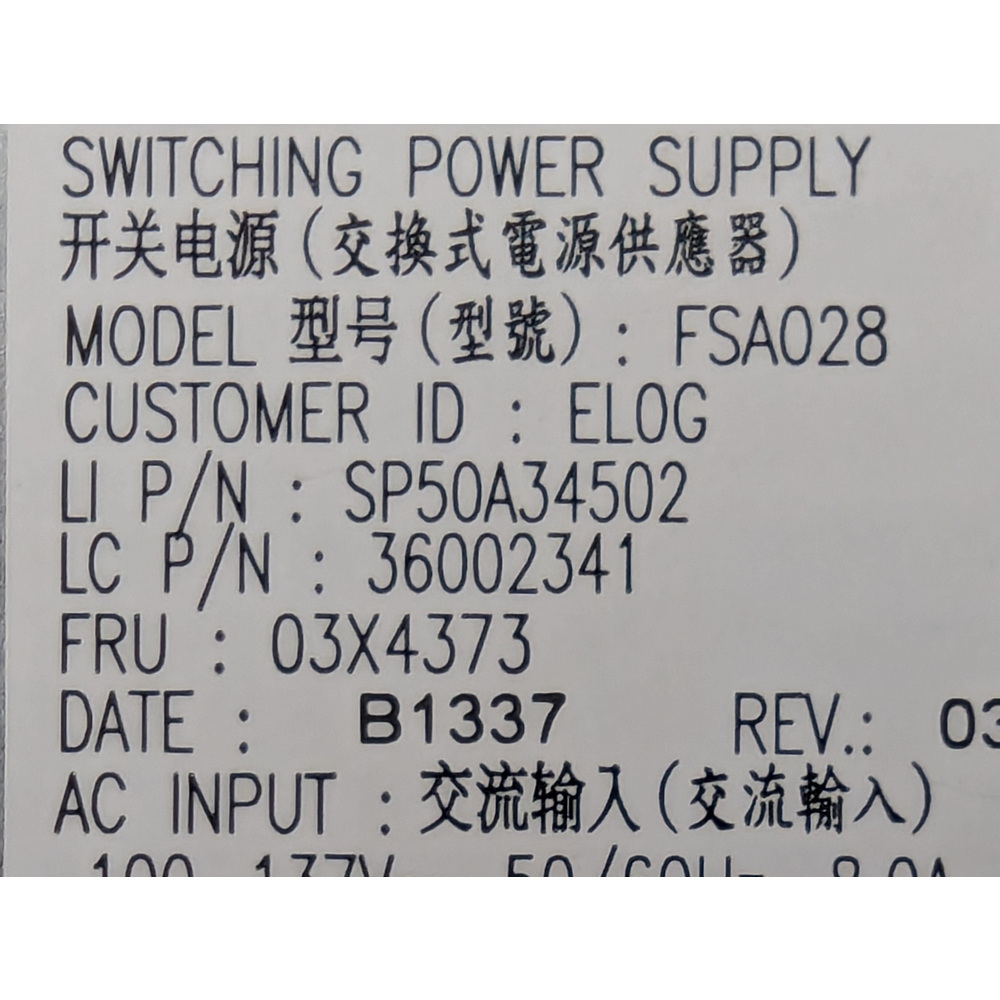 SWITCHING POWER SUPPLY
开关电源(交換式電源供應器)
MODEL 型号(型號) : FSA028
CUSTOMER ID : EL0G
LI P/N : SP50A34502
LC P/N : 36002341
FRU : 03X4373
DATE : B1337 REV.: 03
AC INPUT : 交流输入(交流輸入)